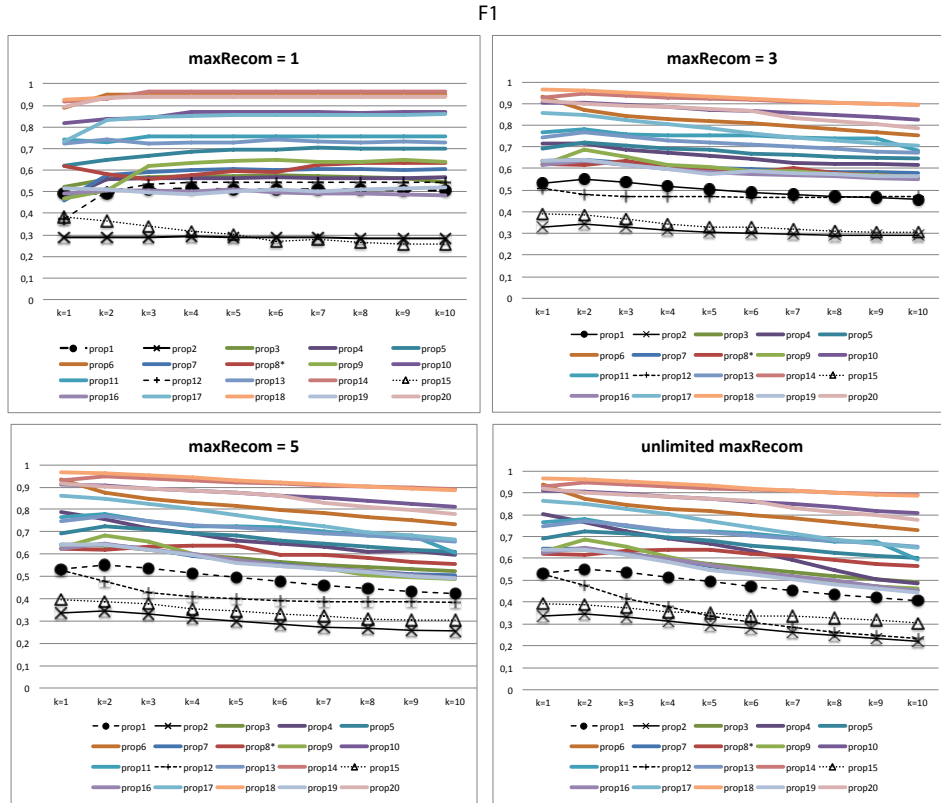 F1
maxRecom = 1
1
0,9
0,8
0,7
0,6
0,5
0,4
0,3
0,2
0,1
0
k=1 k=2 k=3 k=4 k=5 k=6 k=7 k=8 k=9 k=10
prop1 prop2 prop3 prop4 prop5
prop6 prop7 prop8* prop9 prop10
prop11 prop12 prop13 prop14 prop15
prop16 prop17 prop18 prop19 prop20
maxRecom = 3
1
0,9
0,8
0,7
0,6
0,5
0,4
0,3
0,2
0,1
0
k=1 k=2 k=3 k=4 k=5 k=6 k=7 k=8 k=9 k=10
prop1 prop2 prop3 prop4 prop5
prop6 prop7 prop8* prop9 prop10
prop11 prop12 prop13 prop14 prop15
prop16 prop17 prop18 prop19 prop20
maxRecom = 5
1
0,9
0,8
0,7
0,6
0,5
0,4
0,3
0,2
0,1
0
k=1 k=2 k=3 k=4 k=5 k=6 k=7 k=8 k=9 k=10
prop1 prop2 prop3 prop4 prop5
prop6 prop7 prop8* prop9 prop10
prop11 prop12 prop13 prop14 prop15
prop16 prop17 prop18 prop19 prop20
unlimited maxRecom
1
0,9
0,8
0,7
0,6
0,5
0,4
0,3
0,2
0,1
0
k=1 k=2 k=3 k=4 k=5 k=6 k=7 k=8 k=9 k=10
prop1 prop2 prop3 prop4 prop5
prop6 prop7 prop8* prop9 prop10
prop11 prop12 prop13 prop14 prop15
prop16 prop17 prop18 prop19 prop20